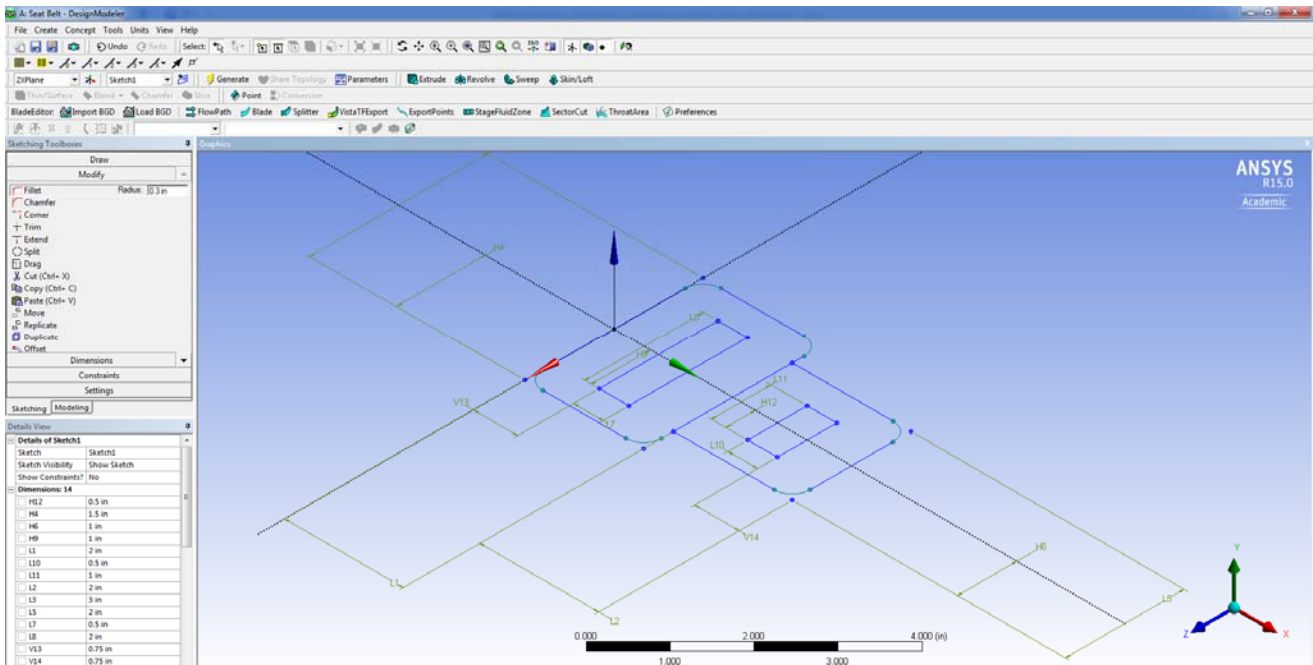 A: Seat Belt - DesignModeler
File Create Concept Tools Units View Help
Undo Redo Select:
ZXPlane Sketch1 Generate Share Topology Parameters Extrude Revolve Sweep Skin/Loft
Thin/Surface Blend Chamfer Slice Point Conversion
BladeEditor: Import BGD Load BGD FlowPath Blade Splitter VistaTFExport ExportPoints StageFluidZone SectorCut ThroatArea Preferences
Sketching Toolboxes
Draw
Modify
Fillet Radius: 0.3 in
Chamfer
Corner
Trim
Extend
Split
Drag
Cut (Ctrl+ X)
Copy (Ctrl+ C)
Paste (Ctrl+ V)
Move
Replicate
Duplicate
Offset
Dimensions
Constraints
Settings
Sketching Modeling
Details View
Details of Sketch1
Sketch Sketch1
Sketch Visibility Show Sketch
Show Constraints? No
Dimensions: 14
H12 0.5 in
H4 1.5 in
H6 1 in
H9 1 in
L1 2 in
L10 0.5 in
L11 1 in
L2 2 in
L3 3 in
L5 2 in
L7 0.5 in
L8 2 in
V13 0.75 in
V14 0.75 in
Graphics
ANSYS
R15.0
Academic
H4
L8
H9
L11
V13
H12
L7
L10
V14
H6
L1
L5
L2
Y
Z
X
0.000 2.000 4.000 (in)
1.000 3.000